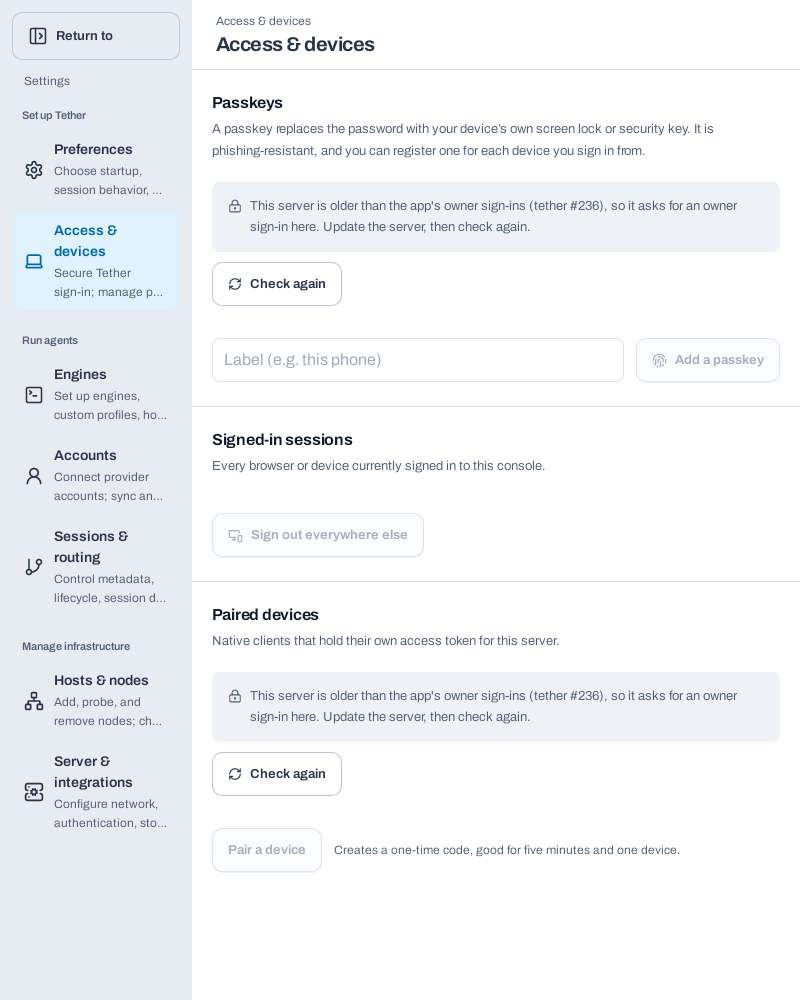 Return to
Settings
Set up Tether
Preferences
Choose startup,
session behavior, ...
Access &
devices
Secure Tether
sign-in; manage p...
Run agents
Engines
Set up engines,
custom profiles, ho...
Accounts
Connect provider
accounts; sync an...
Sessions &
routing
Control metadata,
lifecycle, session d...
Manage infrastructure
Hosts & nodes
Add, probe, and
remove nodes; ch...
Server &
integrations
Configure network,
authentication, sto...
Access & devices
Access & devices
Passkeys
A passkey replaces the password with your device's own screen lock or security key. It is
phishing-resistant, and you can register one for each device you sign in from.
This server is older than the app's owner sign-ins (tether #236), so it asks for an owner
sign-in here. Update the server, then check again.
Check again
Label (e.g. this phone)
Add a passkey
Signed-in sessions
Every browser or device currently signed in to this console.
Sign out everywhere else
Paired devices
Native clients that hold their own access token for this server.
This server is older than the app's owner sign-ins (tether #236), so it asks for an owner
sign-in here. Update the server, then check again.
Check again
Pair a device
Creates a one-time code, good for five minutes and one device.